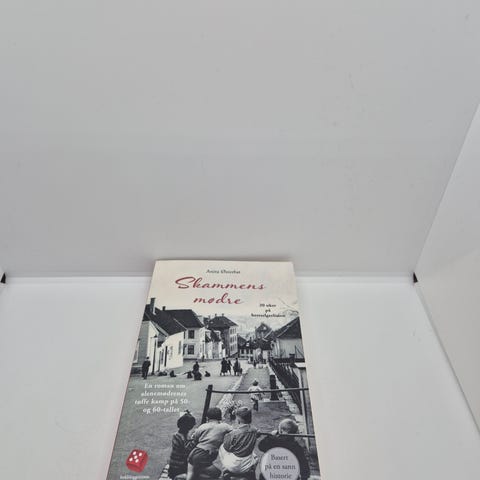 Anita
Skammens
mødre
20 uker
på
bestselgerlisten
En roman om
alenemødrenes
tøffe kamp på 50-
og 60-tallet
Basert
på en sann
historie